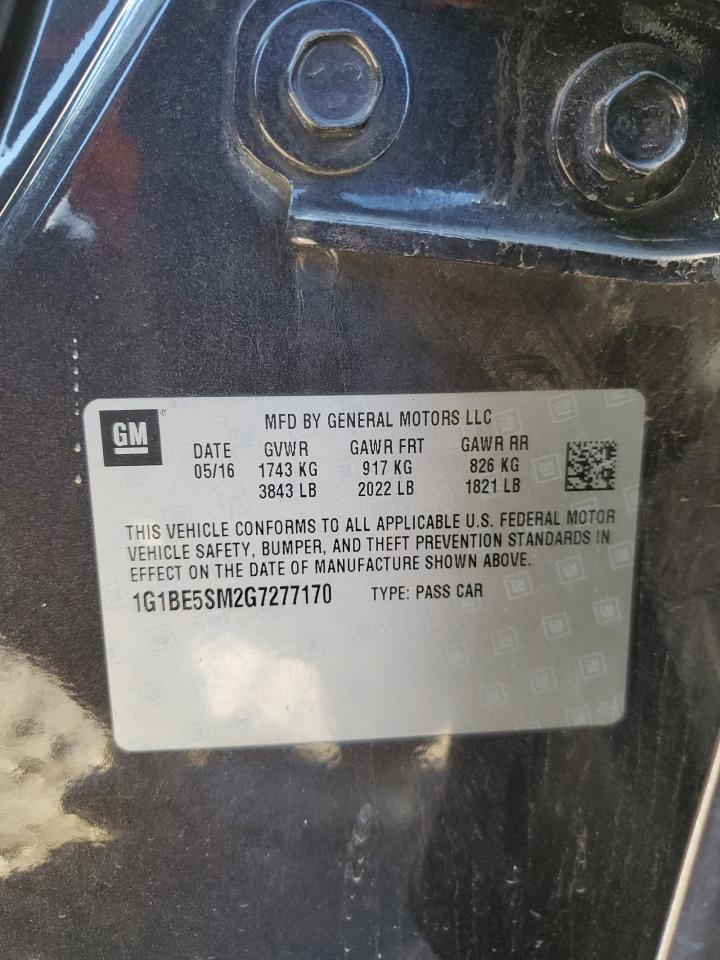 GM ® MFD BY GENERAL MOTORS LLC
DATE GVWR GAWR FRT GAWR RR
05/16 1743 KG 917 KG 826 KG
3843 LB 2022 LB 1821 LB
THIS VEHICLE CONFORMS TO ALL APPLICABLE U.S. FEDERAL MOTOR
VEHICLE SAFETY, BUMPER, AND THEFT PREVENTION STANDARDS IN
EFFECT ON THE DATE OF MANUFACTURE SHOWN ABOVE.
1G1BE5SM2G7277170 TYPE: PASS CAR